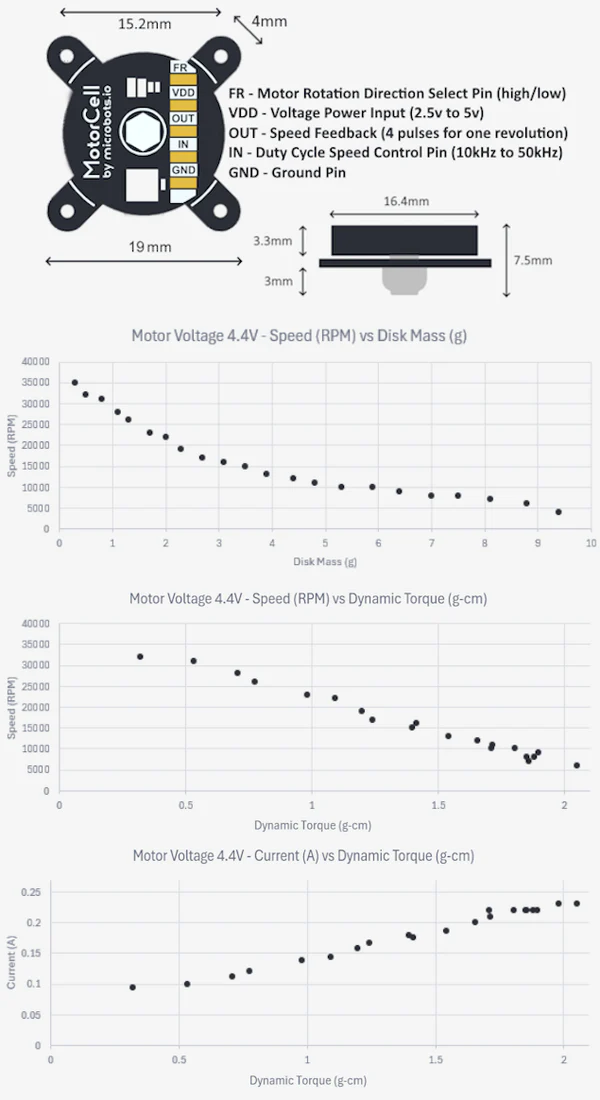 15.2mm
4mm
MotorCell
by microbots.io
FR
VDD
OUT
IN
GND
FR - Motor Rotation Direction Select Pin (high/low)
VDD - Voltage Power Input (2.5v to 5v)
OUT - Speed Feedback (4 pulses for one revolution)
IN - Duty Cycle Speed Control Pin (10kHz to 50kHz)
GND - Ground Pin
19mm
16.4mm
3.3mm
3mm
7.5mm
Motor Voltage 4.4V - Speed (RPM) vs Disk Mass (g)
Speed (RPM)
40000
35000
30000
25000
20000
15000
10000
5000
0
0 1 2 3 4 5 6 7 8 9 10
Disk Mass (g)
Motor Voltage 4.4V - Speed (RPM) vs Dynamic Torque (g-cm)
Speed (RPM)
40000
35000
30000
25000
20000
15000
10000
5000
0
0 0.5 1 1.5 2
Dynamic Torque (g-cm)
Motor Voltage 4.4V - Current (A) vs Dynamic Torque (g-cm)
Current (A)
0.25
0.2
0.15
0.1
0.05
0
0 0.5 1 1.5 2
Dynamic Torque (g-cm)